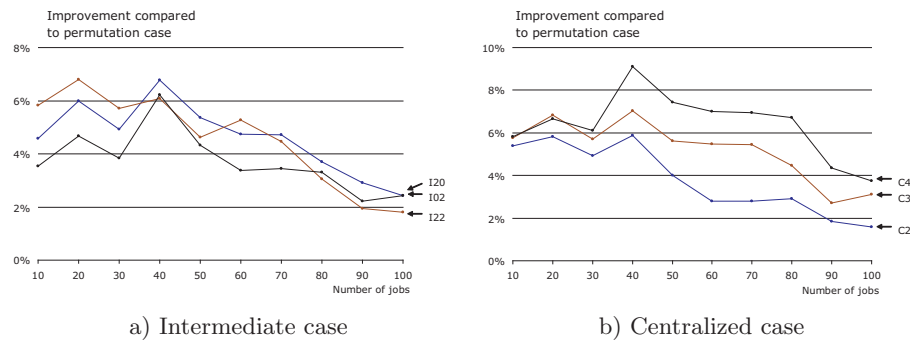 Improvement compared
to permutation case
8%
6%
4%
2%
0%
I20
I02
I22
10 20 30 40 50 60 70 80 90 100
Number of jobs
a) Intermediate case
Improvement compared
to permutation case
10%
8%
6%
4%
2%
0%
C4
C3
C2
10 20 30 40 50 60 70 80 90 100
Number of jobs
b) Centralized case